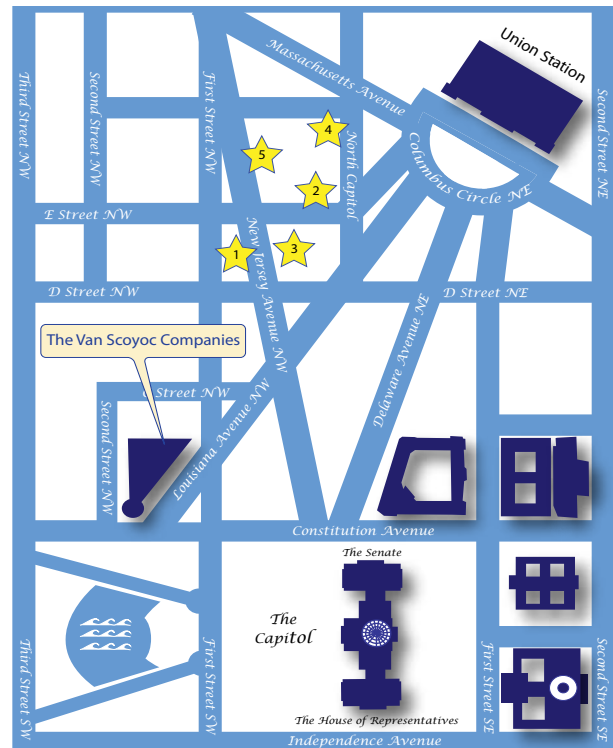 Union Station
Massachusetts Avenue
Third Street NW
Second Street NW
First Street NW
North Capitol
Second Street NE
Columbus Circle NE
4
5
2
E Street NW
New Jersey Avenue NW
1
3
D Street NW
D Street NE
The Van Scoyoc Companies
Street NW
Delaware Avenue NE
Second Street NW
Louisiana Avenue NW
Constitution Avenue
The Senate
The
Capitol
Third Street SW
First Street SW
First Street SE
Second Street SE
The House of Representatives
Independence Avenue